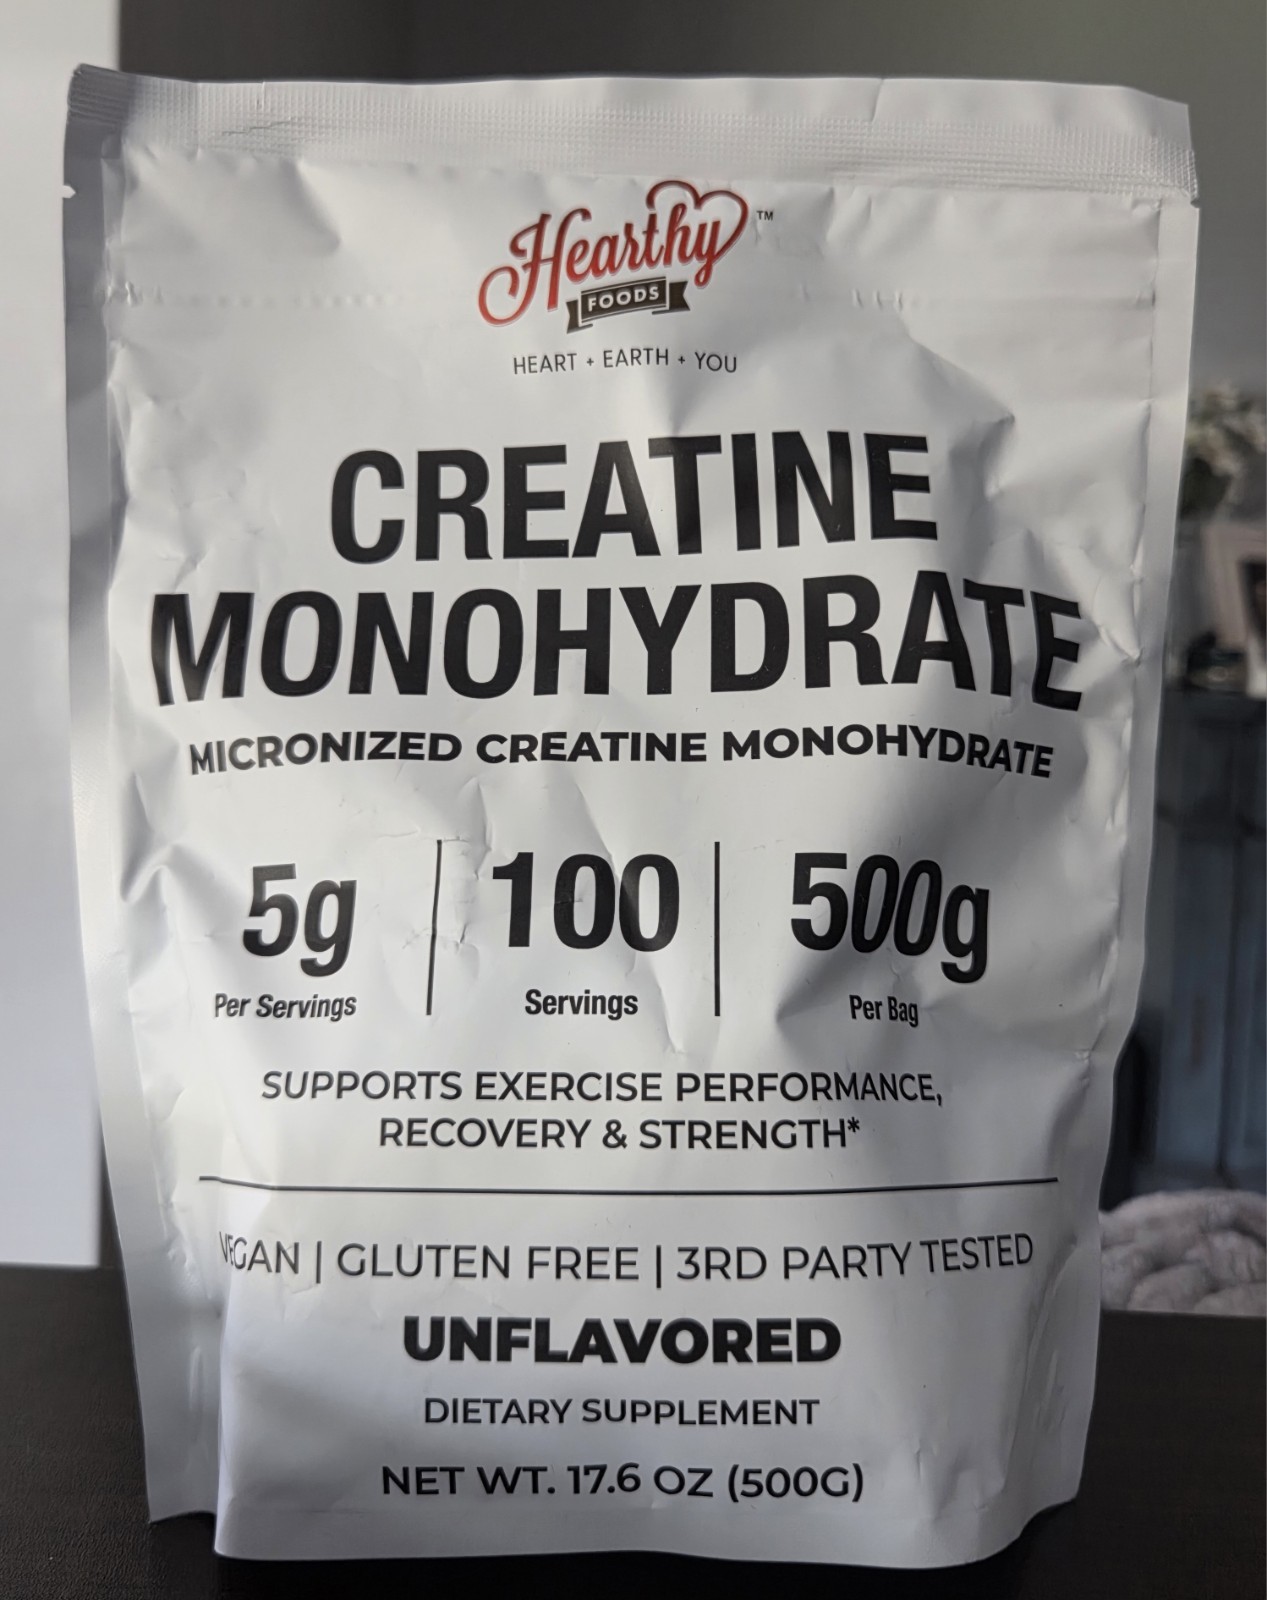 Hearthy™
FOODS
HEART + EARTH + YOU
CREATINE
MONOHYDRATE
MICRONIZED CREATINE MONOHYDRATE
5g | 100 | 500g
Per Servings Servings Per Bag
SUPPORTS EXERCISE PERFORMANCE,
RECOVERY & STRENGTH*
VEGAN | GLUTEN FREE | 3RD PARTY TESTED
UNFLAVORED
DIETARY SUPPLEMENT
NET WT. 17.6 OZ (500G)